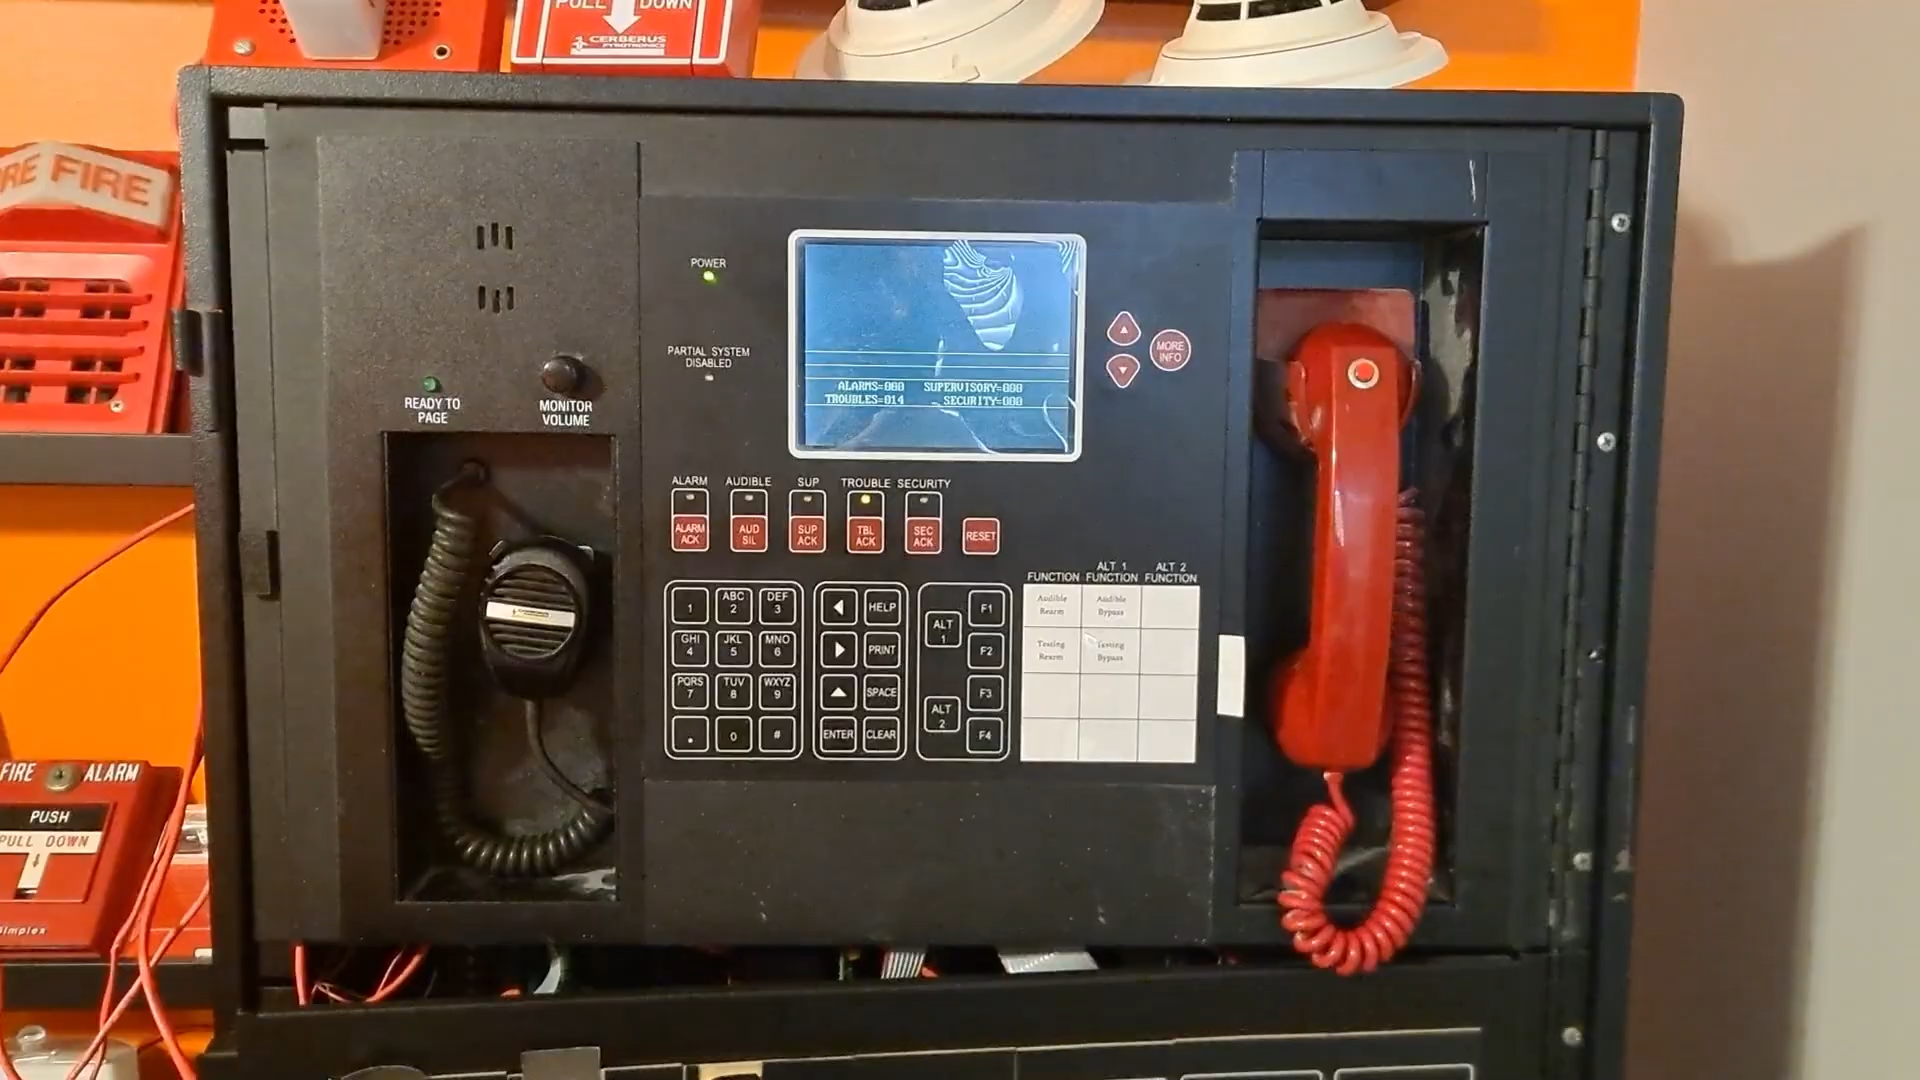 PULL DOWN
CERBERUS
PYROTRONICS
FIRE
POWER
PARTIAL SYSTEM
DISABLED
READY TO
PAGE
MONITOR
VOLUME
ALARMS=000 SUPERVISORY=000
TROUBLES=014 SECURITY=000
MORE
INFO
ALARM AUDIBLE SUP TROUBLE SECURITY
ALARM
ACK
AUD
SIL
SUP
ACK
TBL
ACK
SEC
ACK
RESET
1
ABC
2
DEF
3
GHI
4
JKL
5
MNO
6
PQRS
7
TUV
8
WXYZ
9
.
0
#
HELP
PRINT
SPACE
ENTER
CLEAR
ALT
1
ALT
2
F1
F2
F3
F4
FUNCTION
ALT 1
FUNCTION
ALT 2
FUNCTION
Audible
Rearm
Audible
Bypass
Testing
Rearm
Testing
Bypass
FIRE ALARM
PUSH
PULL DOWN
Simplex